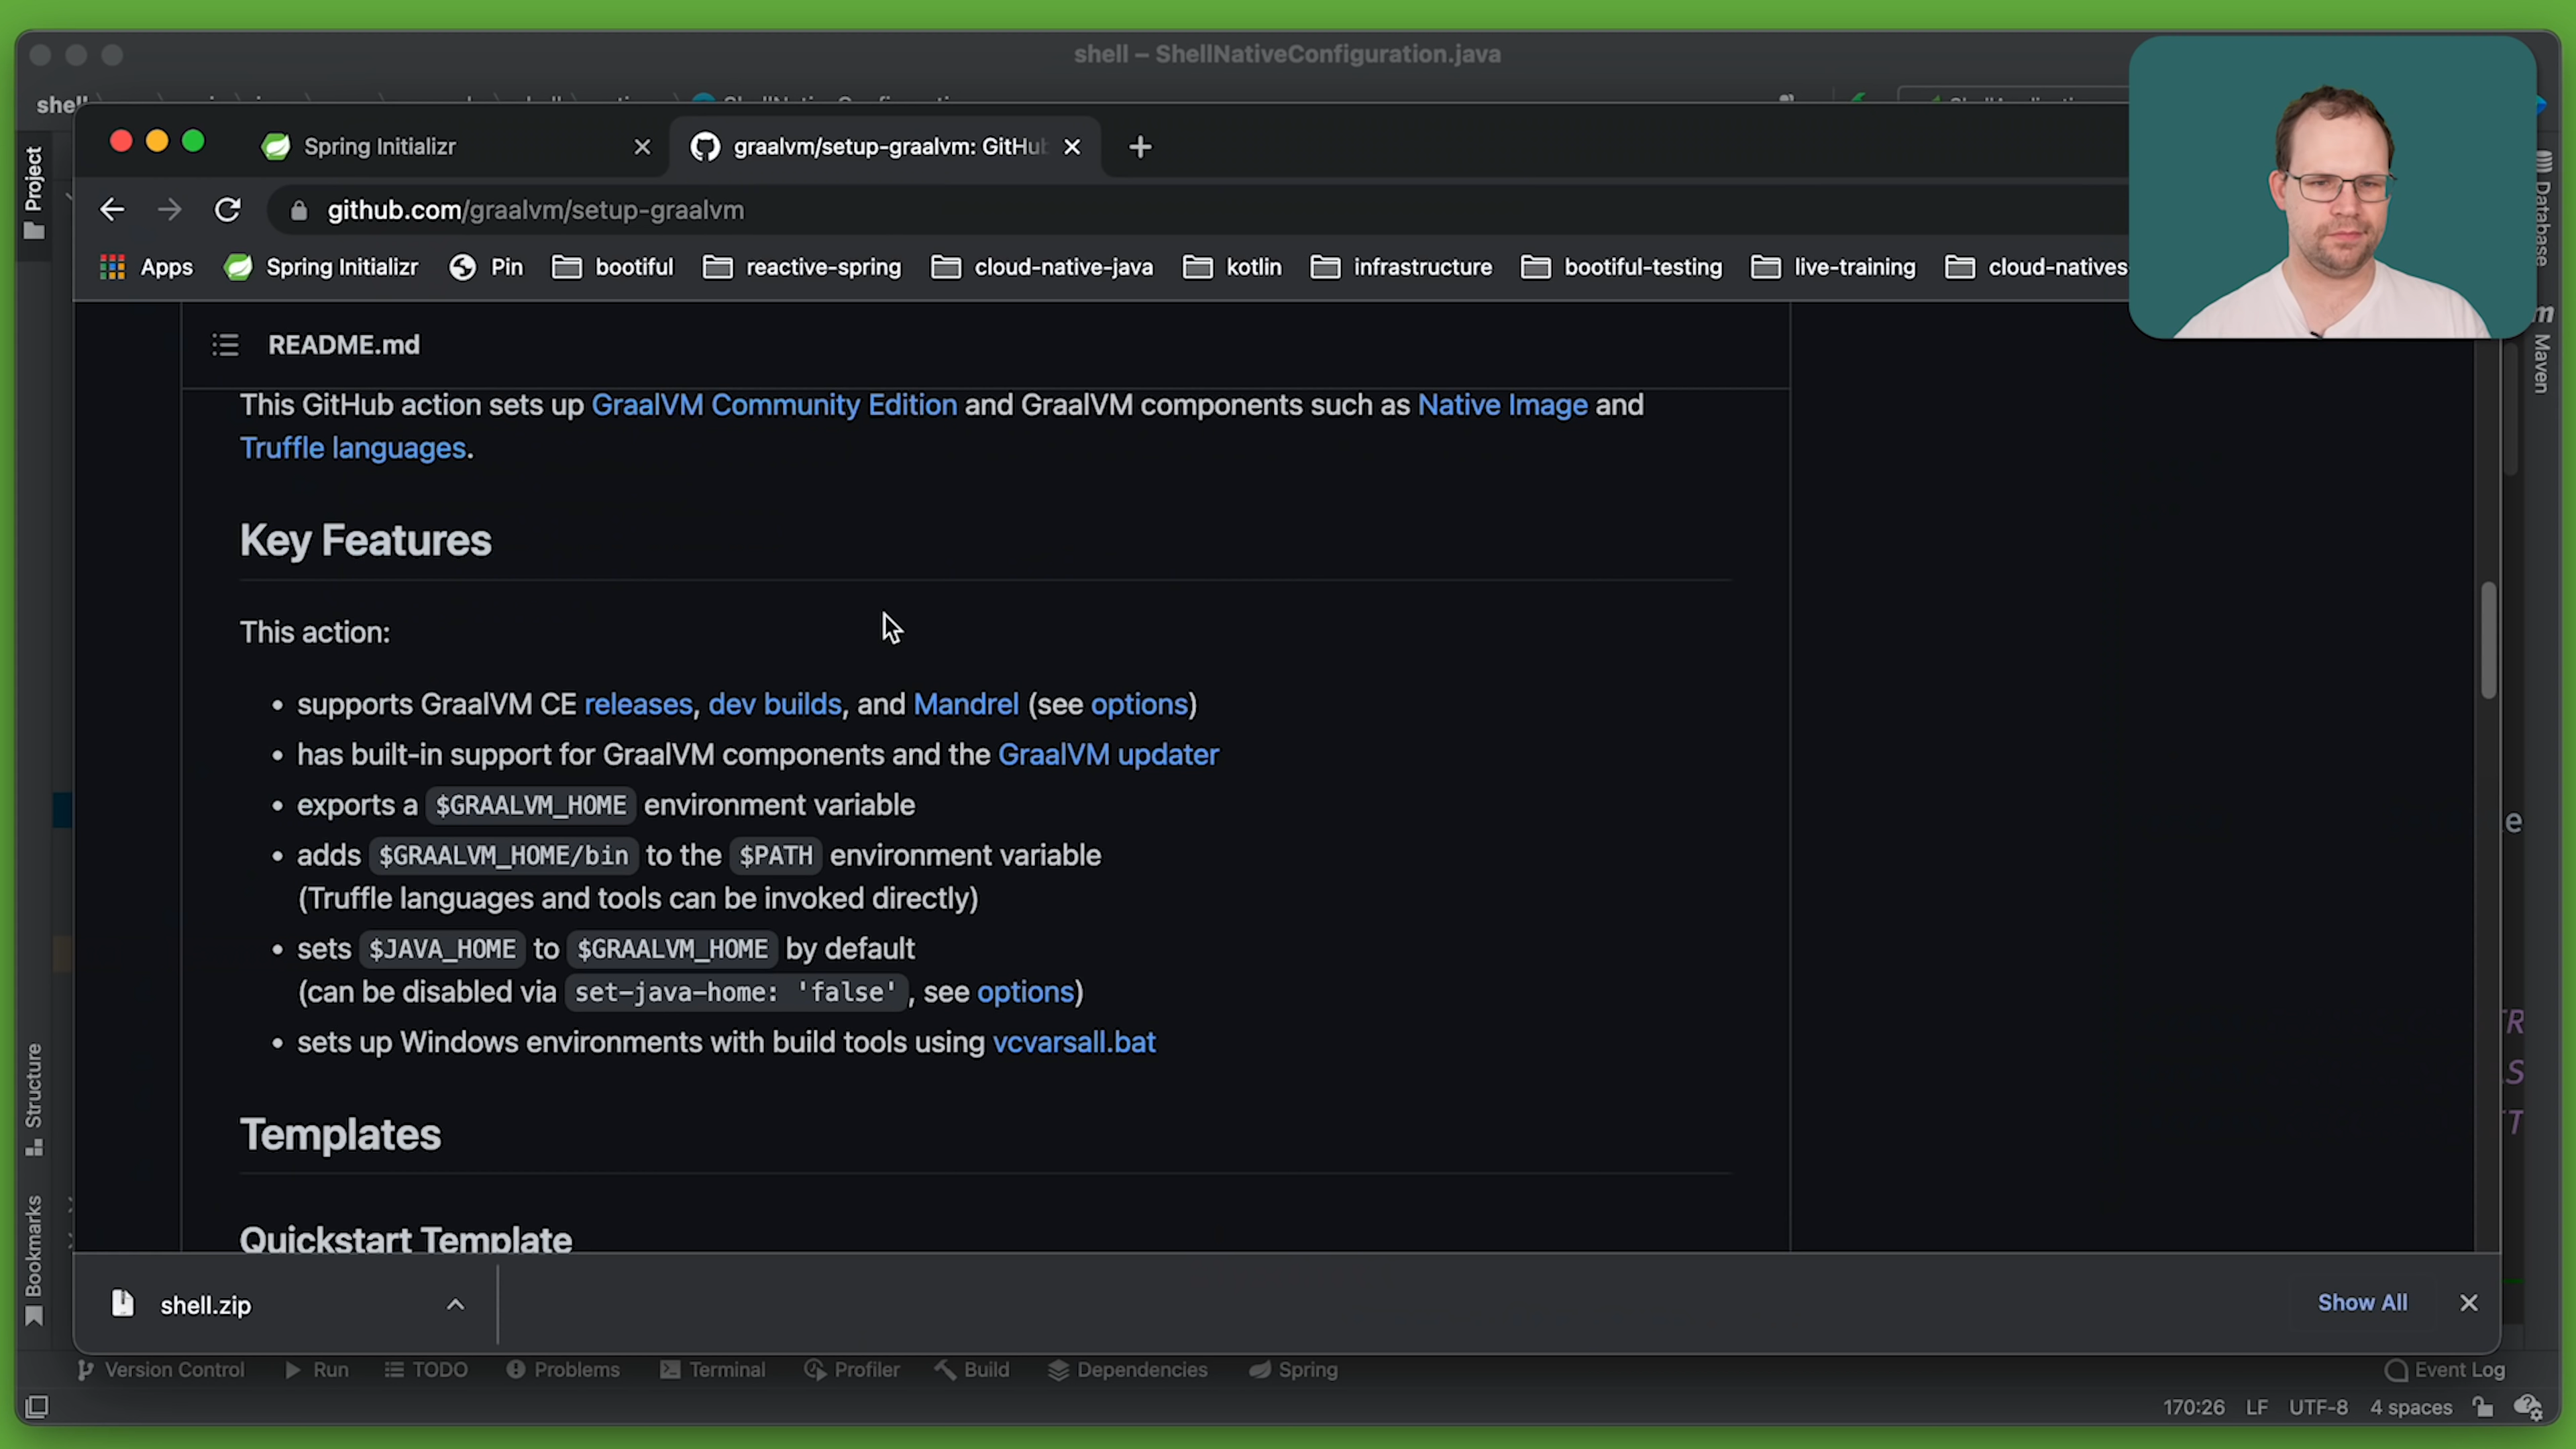 shell – ShellNativeConfiguration.java
shell
Project
Spring Initializr
graalvm/setup-graalvm: GitHub
github.com/graalvm/setup-graalvm
Apps
Spring Initializr
Pin
bootiful
reactive-spring
cloud-native-java
kotlin
infrastructure
bootiful-testing
live-training
cloud-natives
Database
m
Maven
README.md
This GitHub action sets up GraalVM Community Edition and GraalVM components such as Native Image and
Truffle languages.
Key Features
This action:
• supports GraalVM CE releases, dev builds, and Mandrel (see options)
• has built-in support for GraalVM components and the GraalVM updater
• exports a $GRAALVM_HOME environment variable
• adds $GRAALVM_HOME/bin to the $PATH environment variable
(Truffle languages and tools can be invoked directly)
• sets $JAVA_HOME to $GRAALVM_HOME by default
(can be disabled via set-java-home: 'false', see options)
• sets up Windows environments with build tools using vcvarsall.bat
Templates
Quickstart Template
Structure
Bookmarks
shell.zip
Show All
Version Control
Run
TODO
Problems
Terminal
Profiler
Build
Dependencies
Spring
Event Log
170:26
LF
UTF-8
4 spaces